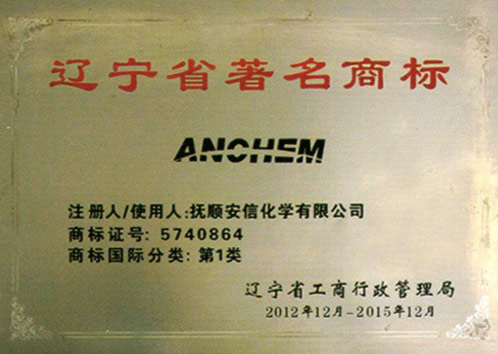 辽宁省著名商标
ANCHEM
注册人/使用人:抚顺安信化学有限公司
商标证号: 5740864
商标国际分类: 第1类
辽宁省工商行政管理局
2012年12月-2015年12月